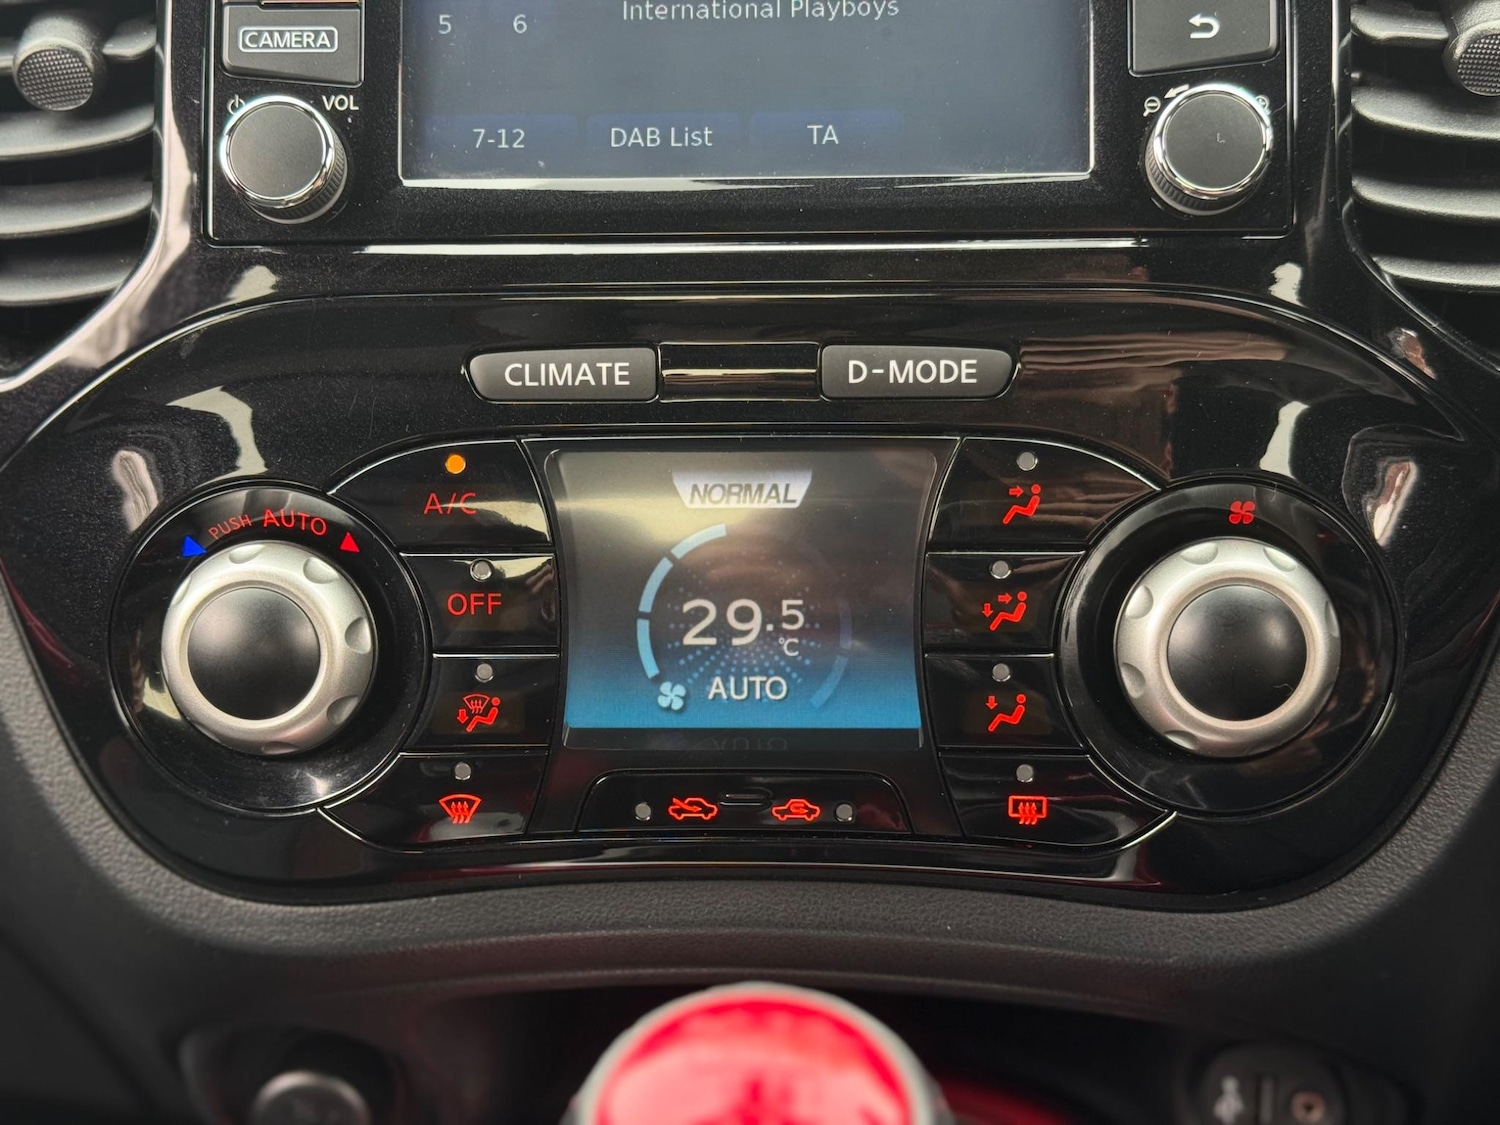 International Playboys
5 6
CAMERA
VOL
7-12 DAB List TA
CLIMATE D-MODE
NORMAL
A/C
PUSH AUTO
OFF
29.5
°C
AUTO